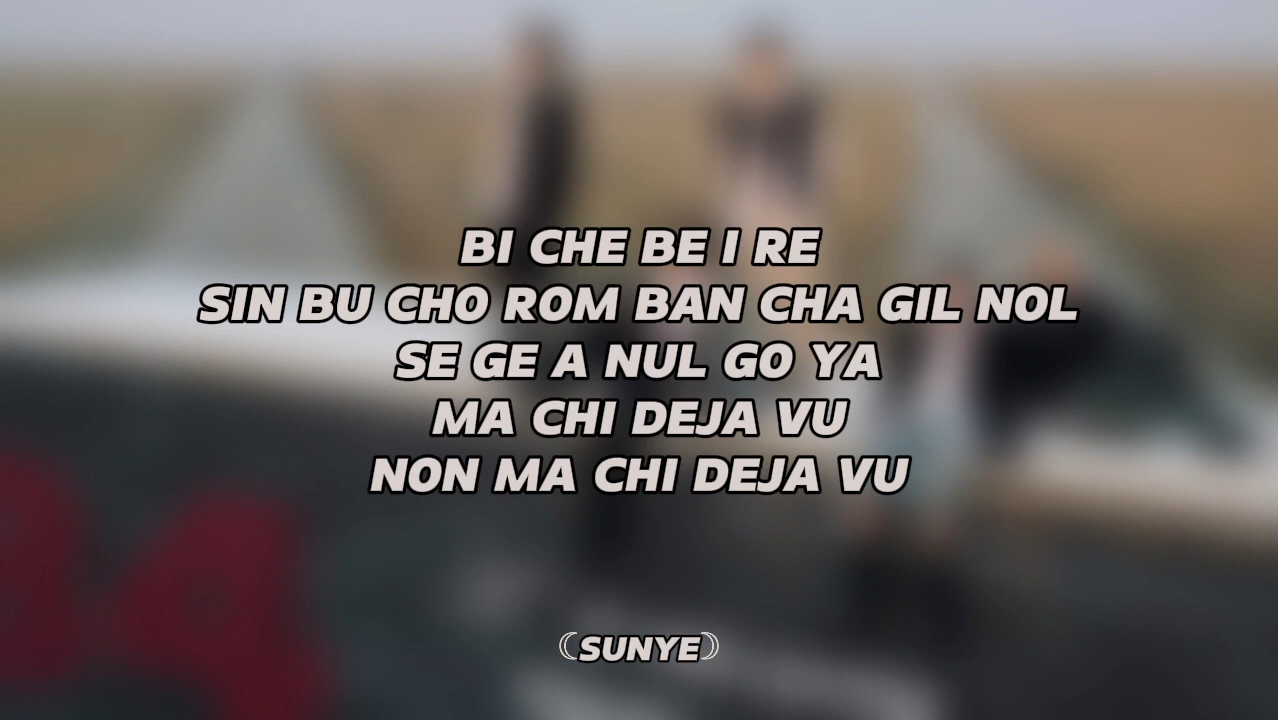 BI CHE BE I RE
SIN BU CHO ROM BAN CHA GIL NOL
SE GE A NUL GO YA
MA CHI DEJA VU
NON MA CHI DEJA VU
☾SUNYE☽